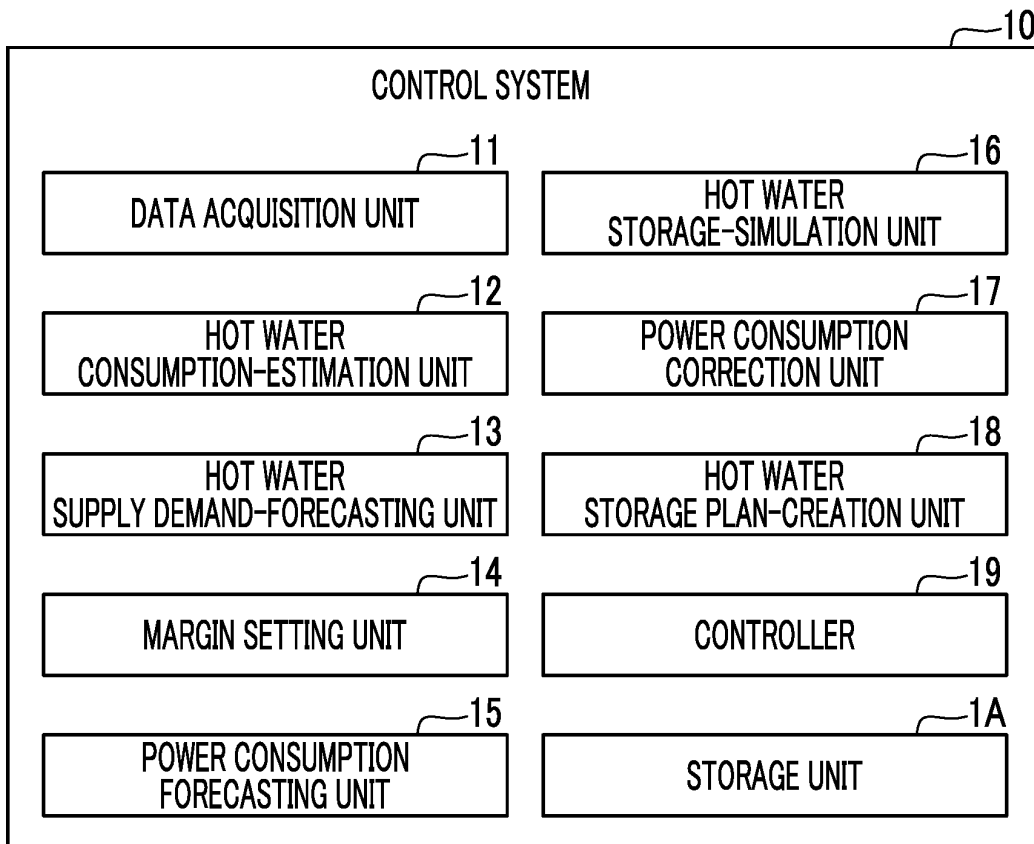 10
CONTROL SYSTEM
11
DATA ACQUISITION UNIT
12
HOT WATER
CONSUMPTION-ESTIMATION UNIT
13
HOT WATER
SUPPLY DEMAND-FORECASTING UNIT
14
MARGIN SETTING UNIT
15
POWER CONSUMPTION
FORECASTING UNIT
16
HOT WATER
STORAGE-SIMULATION UNIT
17
POWER CONSUMPTION
CORRECTION UNIT
18
HOT WATER
STORAGE PLAN-CREATION UNIT
19
CONTROLLER
1A
STORAGE UNIT